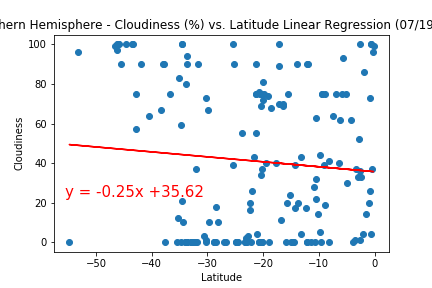 hern Hemisphere - Cloudiness (%) vs. Latitude Linear Regression (07/19
100
80
60
40
20
0
Cloudiness
y = -0.25x +35.62
−50 −40 −30 −20 −10 0
Latitude